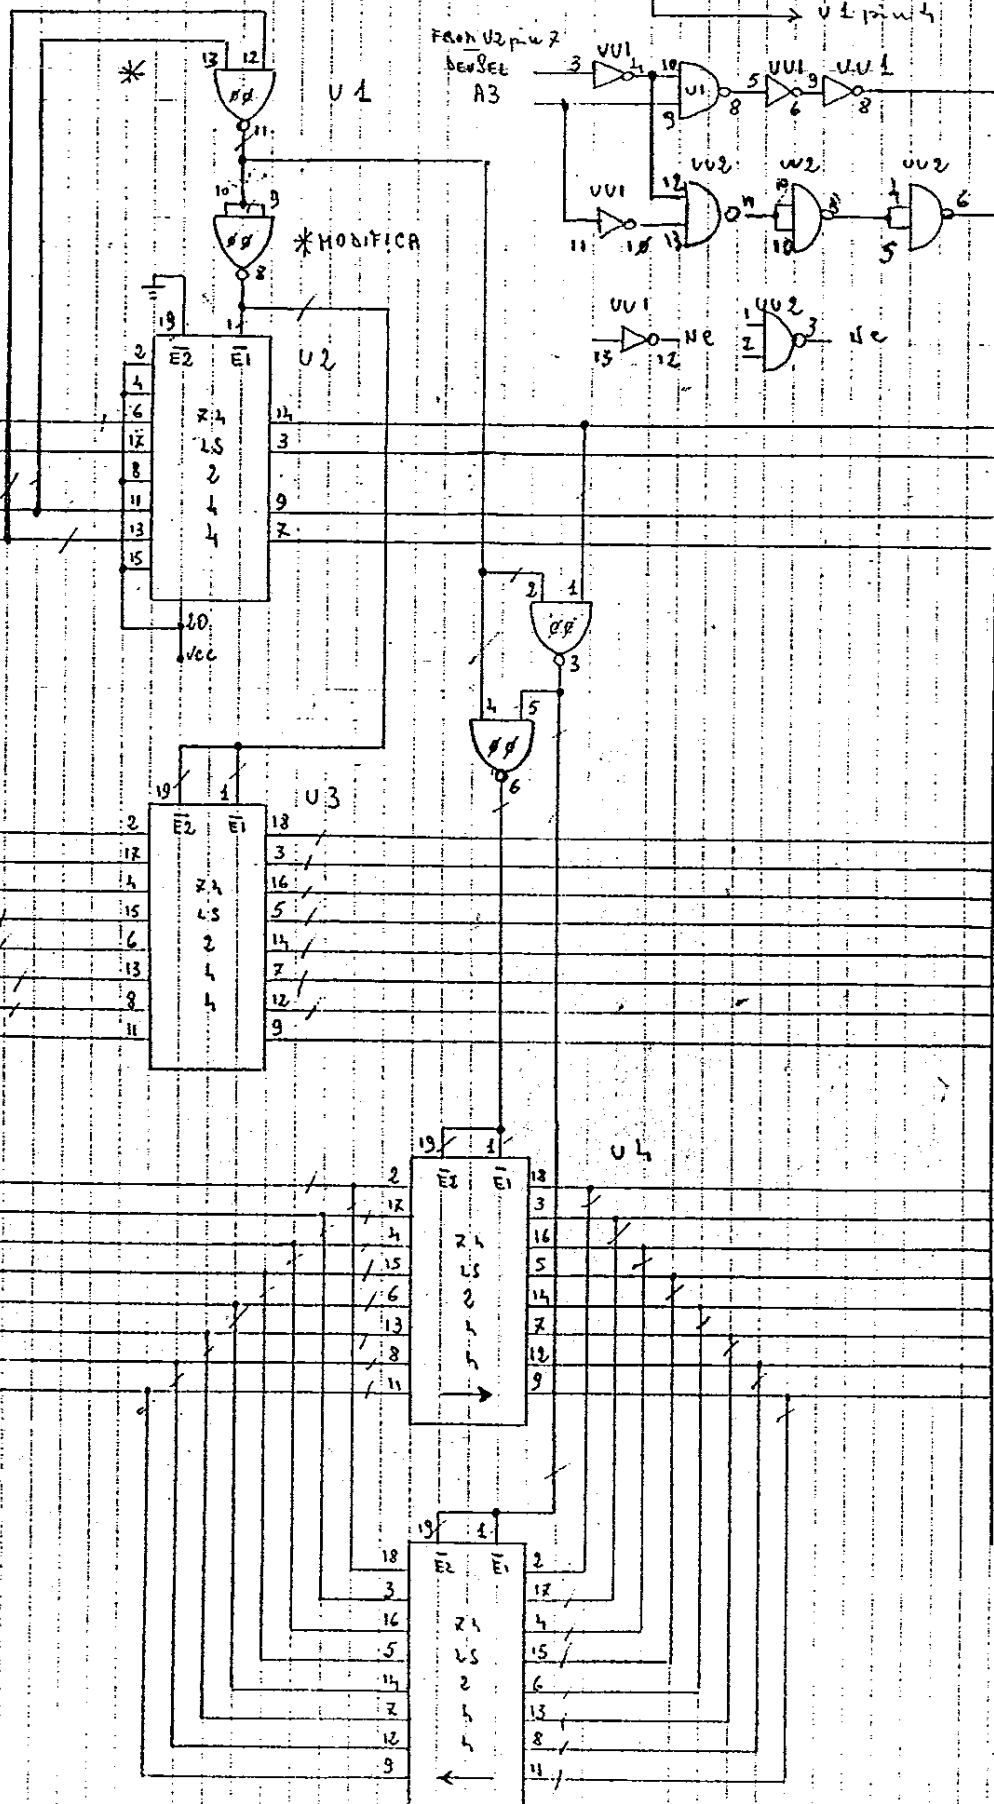 U1 pin 4
FROM U2 pin 7
DEVSEL
A3
3 UU1 4 10 U1 9 8 5 UU1 6 9 UU1 8
13 12
* 00 U1
11
10 9
00 * MODIFICA
8
UU2 UU2 UU2
12 4 6
UU1 13 10 5
11 10
UU1 UU2
13 12 NC 1 2 3 NC
19 1
E2 E1 U2
2
4
6 74 14
17 LS 3
8 2
11 4 9
13 4 7
15
20
VCC
2 1
00
3
4 5
00
6
19 1 U3
2 E2 E1 18
17 3
4 74 16
15 LS 5
6 2 14
13 4 7
8 4 12
11 9
19 1 U4
2 E2 E1 18
17 3
4 74 16
15 LS 5
6 2 14
13 4 7
8 4 12
11 9
19 1
18 E2 E1 2
3 17
16 74 4
5 LS 15
14 2 6
7 4 13
12 4 8
9 11